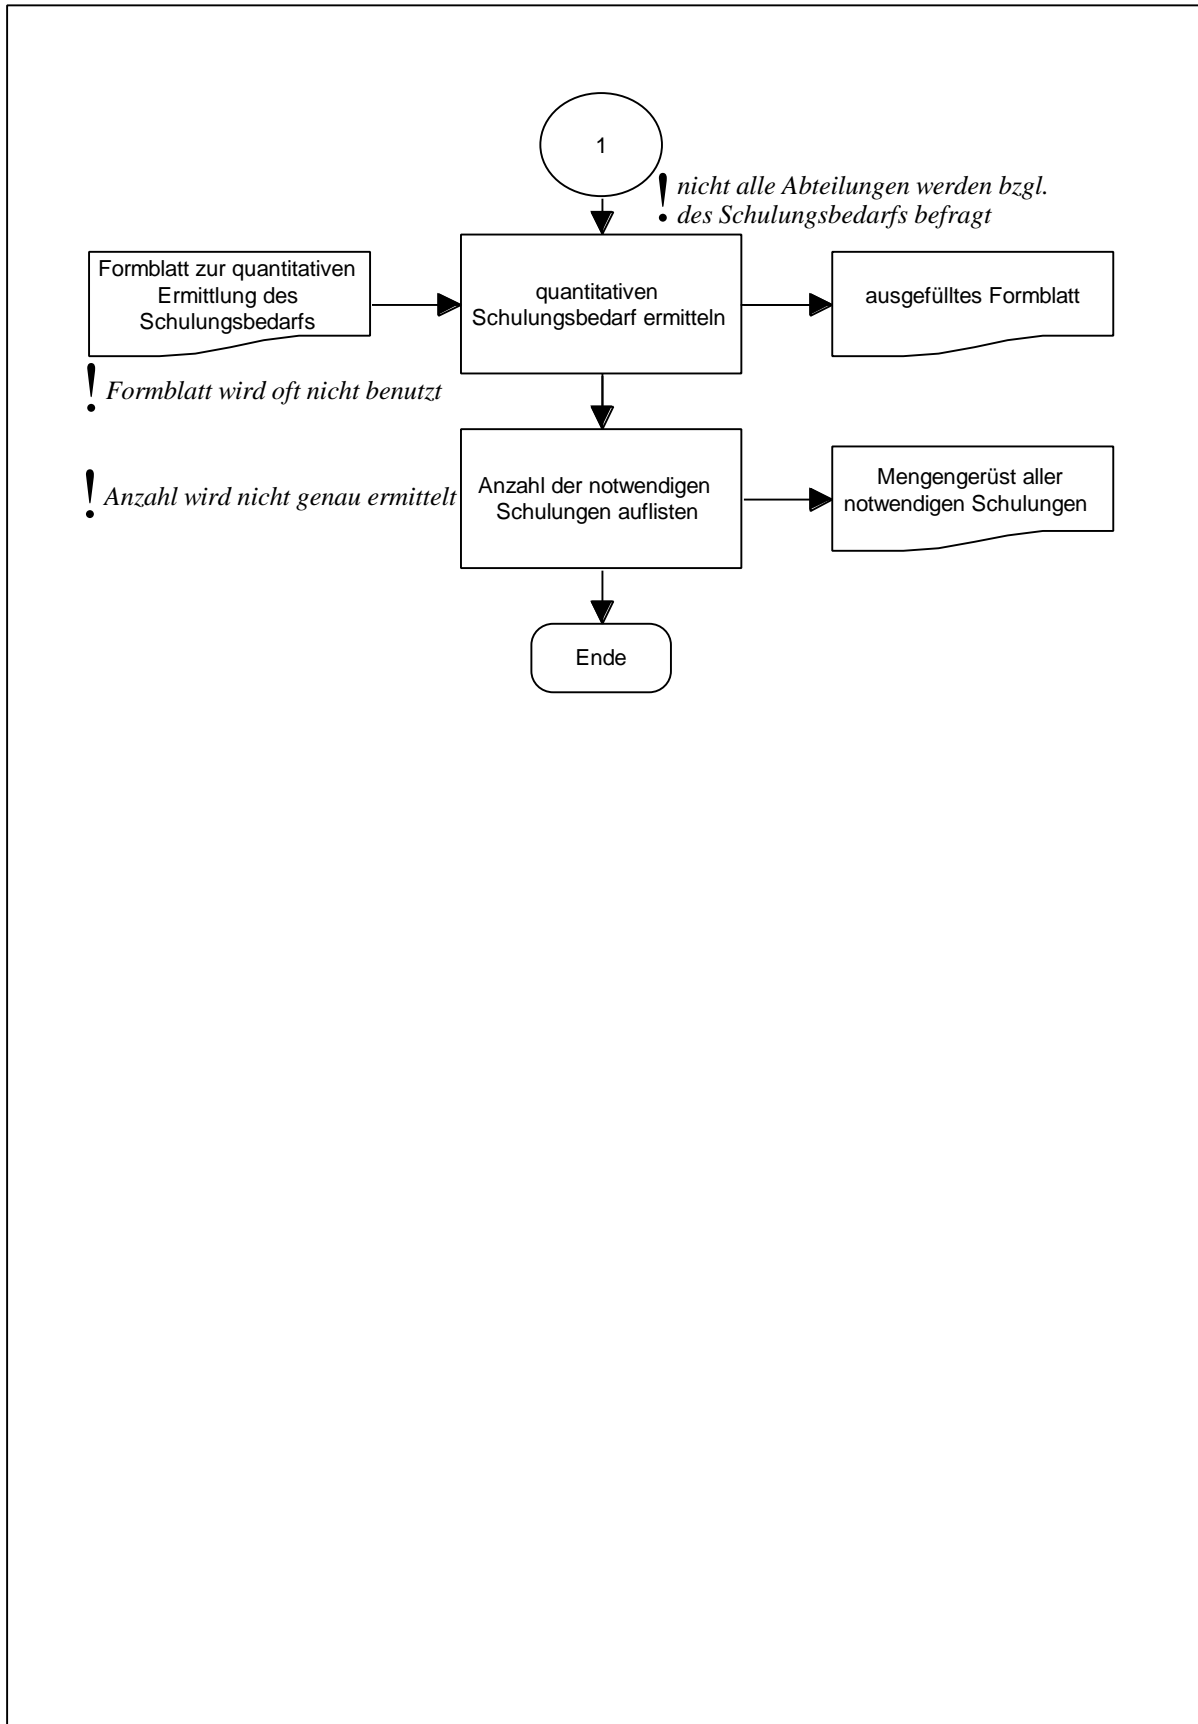 1
! nicht alle Abteilungen werden bzgl.
des Schulungsbedarfs befragt
Formblatt zur quantitativen
Ermittlung des
Schulungsbedarfs
quantitativen
Schulungsbedarf ermitteln
ausgefülltes Formblatt
! Formblatt wird oft nicht benutzt
! Anzahl wird nicht genau ermittelt
Anzahl der notwendigen
Schulungen auflisten
Mengengerüst aller
notwendigen Schulungen
Ende